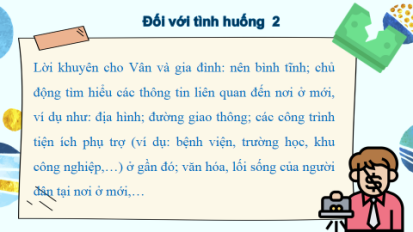 Đối với tình huống 2
Lời khuyên cho Vân và gia đình: nên bình tĩnh; chủ
động tìm hiểu các thông tin liên quan đến nơi ở mới,
ví dụ như: địa hình; đường giao thông; các công trình
tiện ích phụ trợ (ví dụ: bệnh viện, trường học, khu
công nghiệp,…) ở gần đó; văn hóa, lối sống của người
dân tại nơi ở mới,…